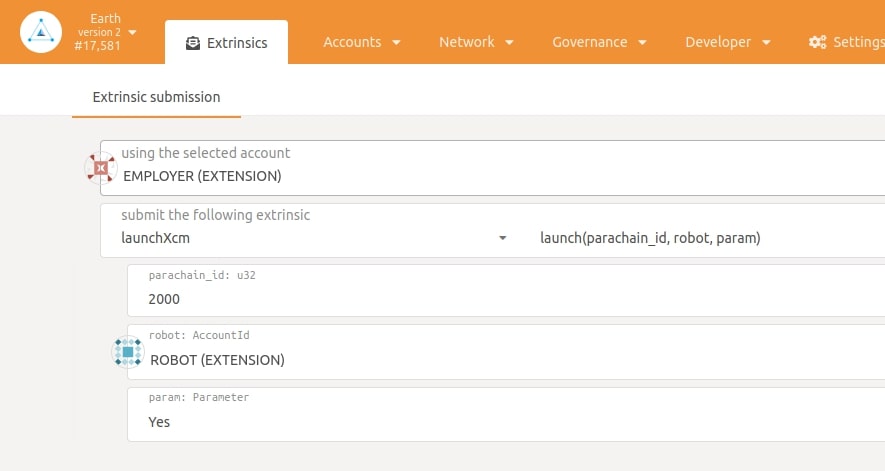 Earth
version 2
#17,581
Extrinsics
Accounts
Network
Governance
Developer
Settings
Extrinsic submission
using the selected account
EMPLOYER (EXTENSION)
submit the following extrinsic
launchXcm
launch(parachain_id, robot, param)
parachain_id: u32
2000
robot: AccountId
ROBOT (EXTENSION)
param: Parameter
Yes